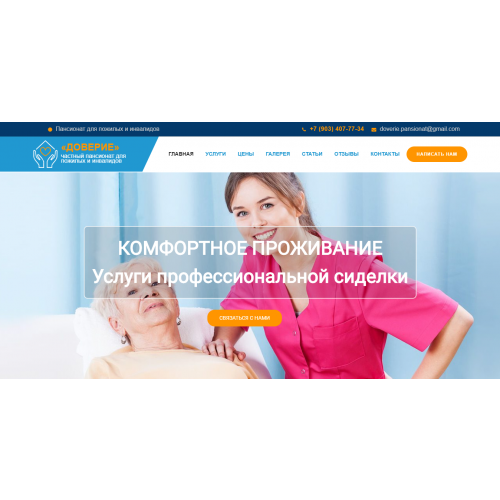 Пансионат для пожилых и инвалидов
+7 (903) 407-77-34
doverie.pansionat@gmail.com
«ДОВЕРИЕ»
ЧАСТНЫЙ ПАНСИОНАТ ДЛЯ
ПОЖИЛЫХ И ИНВАЛИДОВ
ГЛАВНАЯ УСЛУГИ ЦЕНЫ ГАЛЕРЕЯ СТАТЬИ ОТЗЫВЫ КОНТАКТЫ НАПИСАТЬ НАМ
КОМФОРТНОЕ ПРОЖИВАНИЕ
Услуги профессиональной сиделки
СВЯЗАТЬСЯ С НАМИ